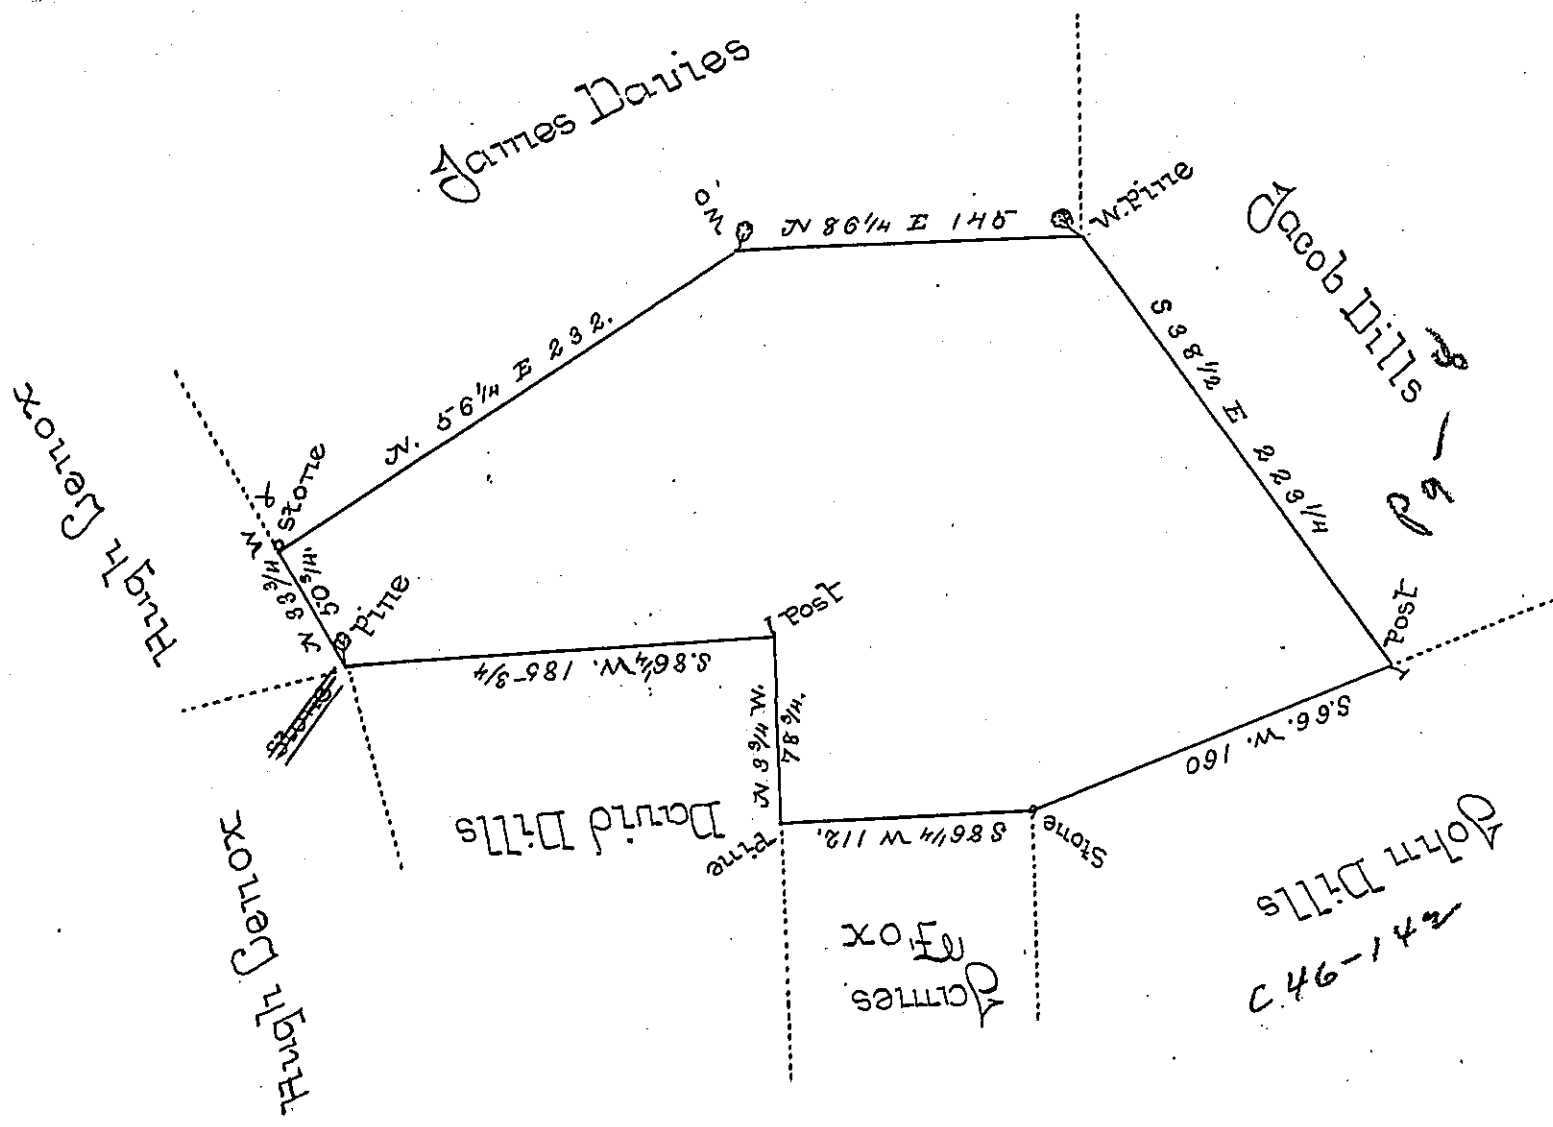 James Davies
W.O.
N 86 1/4 E 145
W. Pine
Jacob Dills
S 38 1/2 E 223 1/4
N. 56 1/4 E 232.
Hugh Lenox
Stone
N 33 3/4 W
50 3/4.
Pine
Stone
S. 86 1/4 W. 185-3/4
Post
N. 3 3/4 W.
78 3/4.
Pine
S 86 1/4 W 112.
Stone
S. 66. W. 160
Post
David Dills
James
Fox
John Dills
C. 46-142
Hugh Lenox